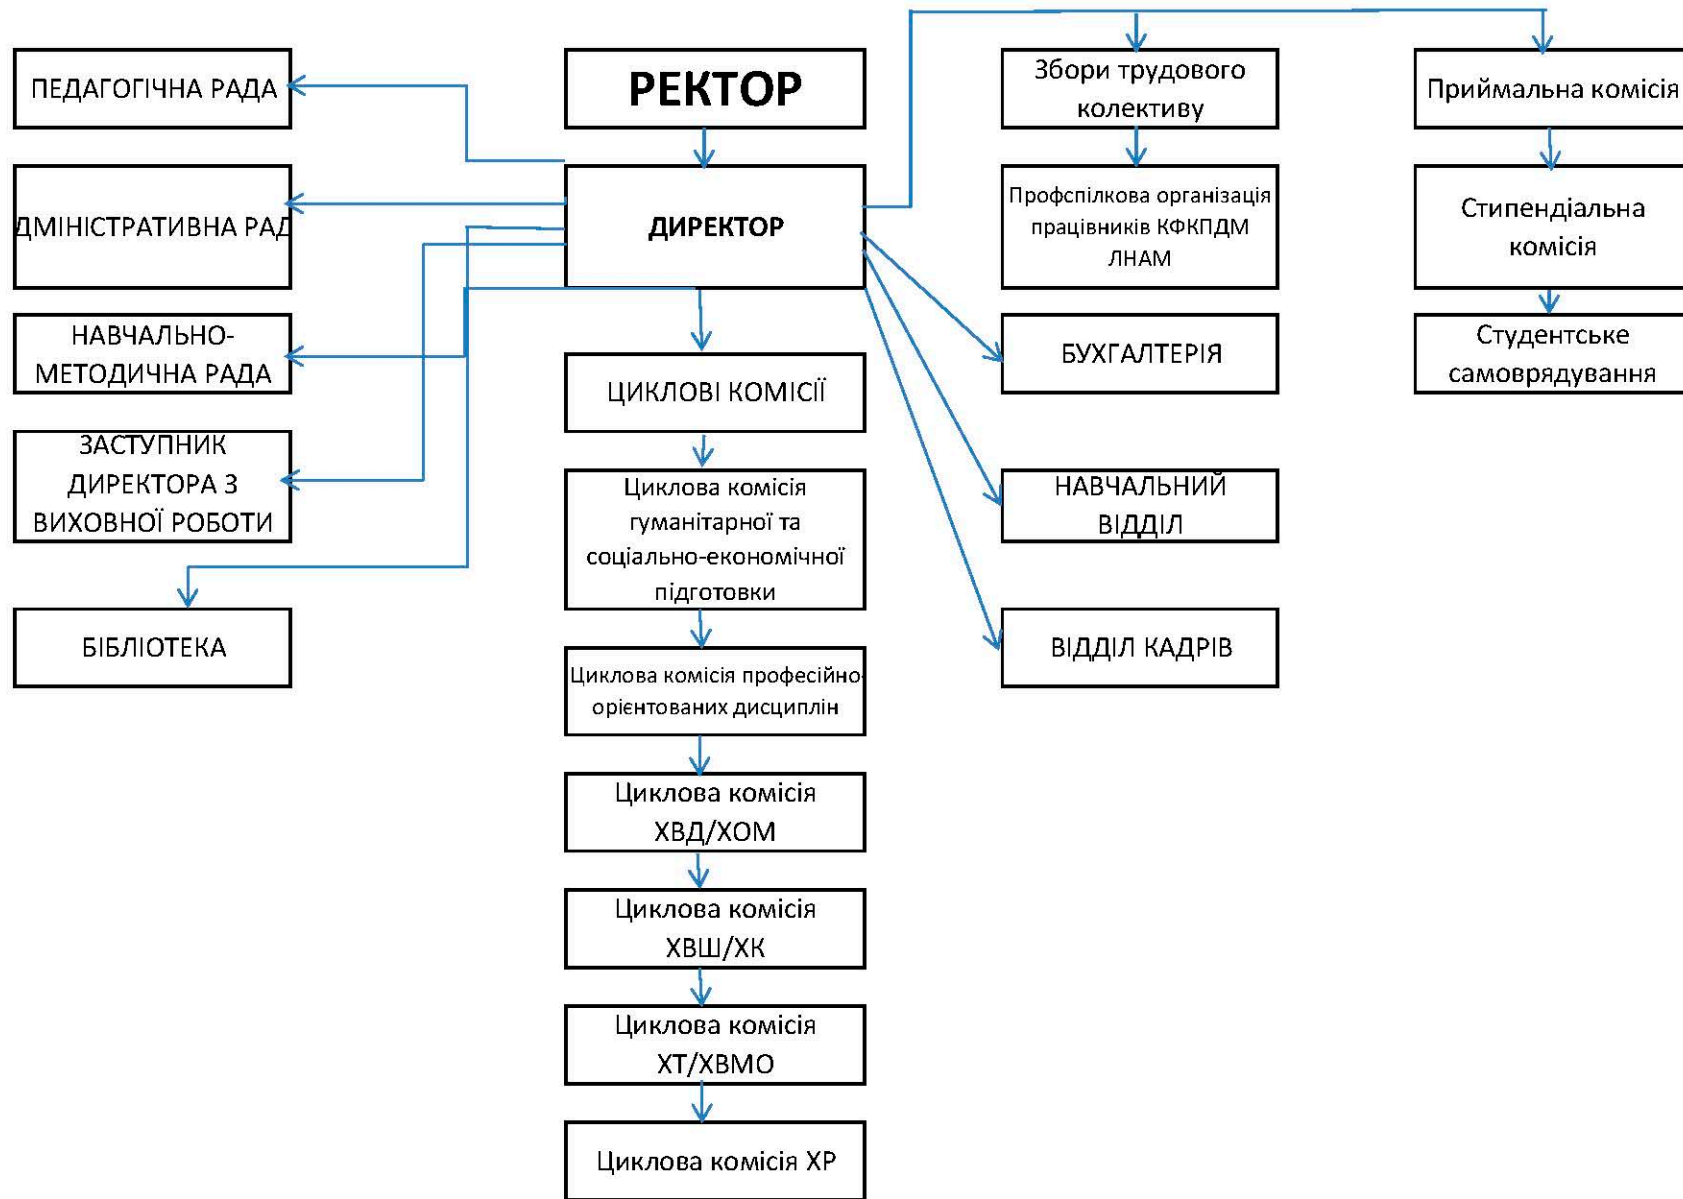 ПЕДАГОГІЧНА РАДА
РЕКТОР
Збори трудового
колективу
Приймальна комісія
ДМІНІСТРАТИВНА РАД
ДИРЕКТОР
Профспілкова організація
працівників КФКПДМ
ЛНАМ
Стипендіальна
комісія
НАВЧАЛЬНО-
МЕТОДИЧНА РАДА
ЦИКЛОВІ КОМІСІЇ
БУХГАЛТЕРІЯ
Студентське
самоврядування
ЗАСТУПНИК
ДИРЕКТОРА З
ВИХОВНОЇ РОБОТИ
Циклова комісія
гуманітарної та
соціально-економічної
підготовки
НАВЧАЛЬНИЙ
ВІДДІЛ
БІБЛІОТЕКА
Циклова комісія професійно-
орієнтованих дисциплін
ВІДДІЛ КАДРІВ
Циклова комісія
ХВД/ХОМ
Циклова комісія
ХВШ/ХК
Циклова комісія
ХТ/ХВМО
Циклова комісія ХР